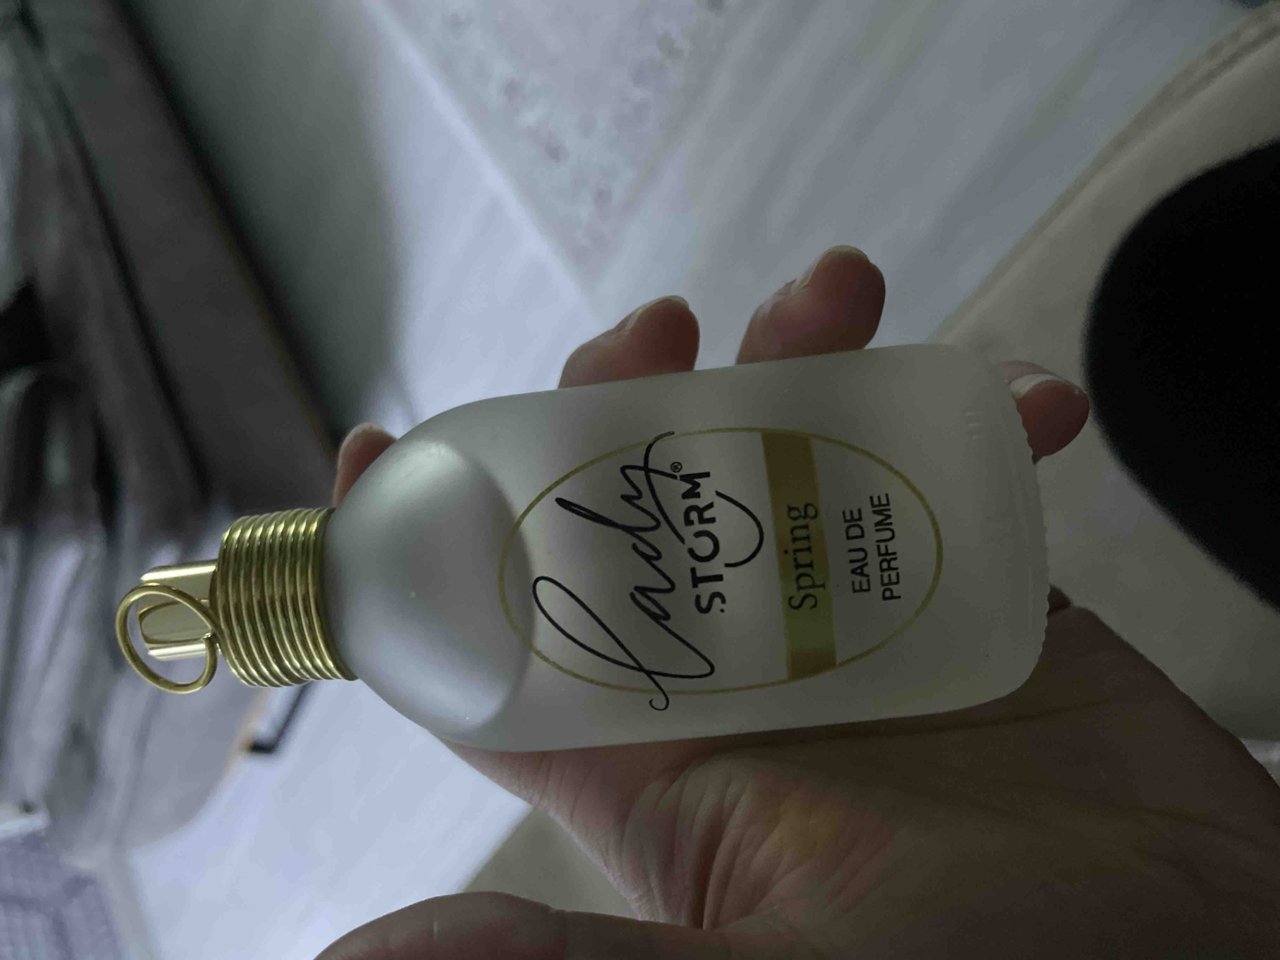 Lady
.STORM®
Spring
EAU DE
PERFUME